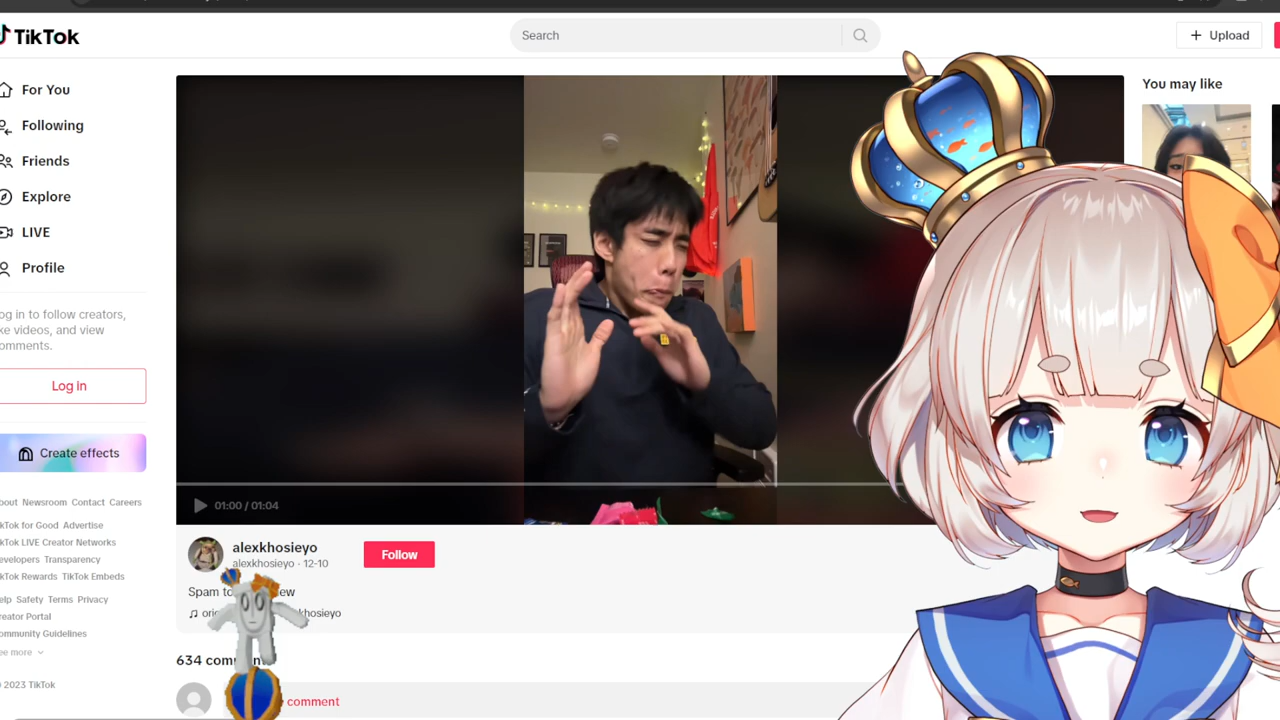 TikTok
Search
Upload
For You
Following
Friends
Explore
LIVE
Profile
og in to follow creators,
ke videos, and view
omments.
Log in
Create effects
bout Newsroom Contact Careers
kTok for Good Advertise
kTok LIVE Creator Networks
evelopers Transparency
kTok Rewards TikTok Embeds
elp Safety Terms Privacy
reator Portal
ommunity Guidelines
ee more
2023 TikTok
01:00 / 01:04
alexkhosieyo
alexkhosieyo · 12-10
Follow
Spam to ew
khosieyo
634 comm
comment
You may like